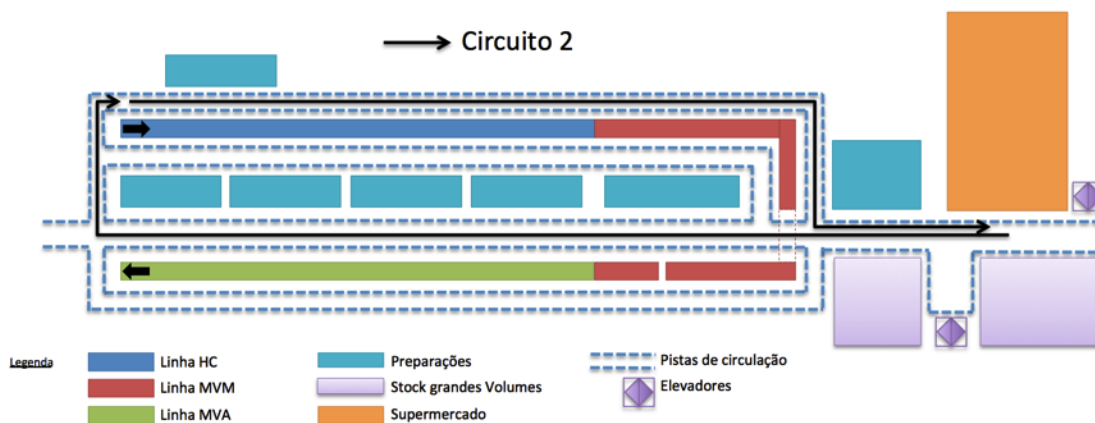 Circuito 2
Legenda
Linha HC
Preparações
Pistas de circulação
Linha MVM
Stock grandes Volumes
Elevadores
Linha MVA
Supermercado